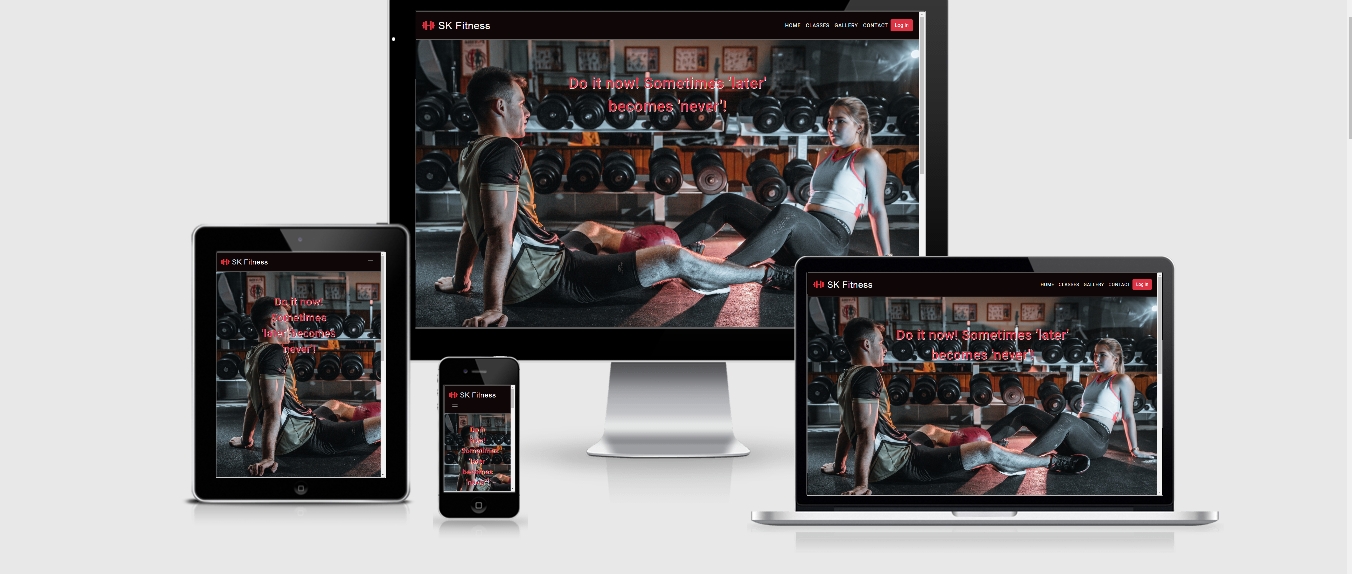 SK Fitness
HOME CLASSES GALLERY CONTACT Log In
Do it now! Sometimes 'later'
becomes 'never'!
SK Fitness
Do it now!
Sometimes
'later' becomes
'never'!
SK Fitness
Do it
now!
Sometimes
'later'
becomes
'never'!
SK Fitness
HOME CLASSES GALLERY CONTACT Log In
Do it now! Sometimes 'later'
becomes 'never'!